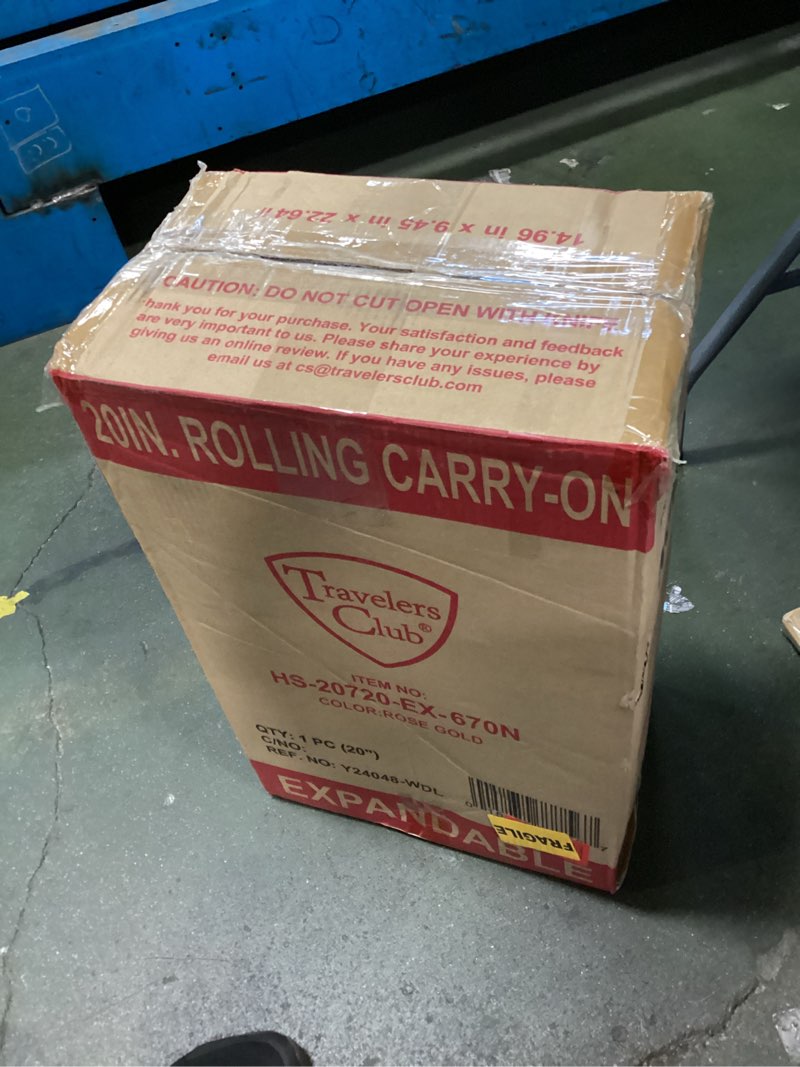 14.96 in x 9.45 in x 22.64 in
CAUTION: DO NOT CUT OPEN WITH KNIFE
hank you for your purchase. Your satisfaction and feedback
are very important to us. Please share your experience by
giving us an online review. If you have any issues, please
email us at cs@travelersclub.com
20IN. ROLLING CARRY-ON
Travelers
Club®
ITEM NO:
HS-20720-EX-670N
COLOR:ROSE GOLD
QTY: 1 PC (20")
C/NO:
REF. NO: Y24048-WDL
EXPANDABLE
FRAGILE